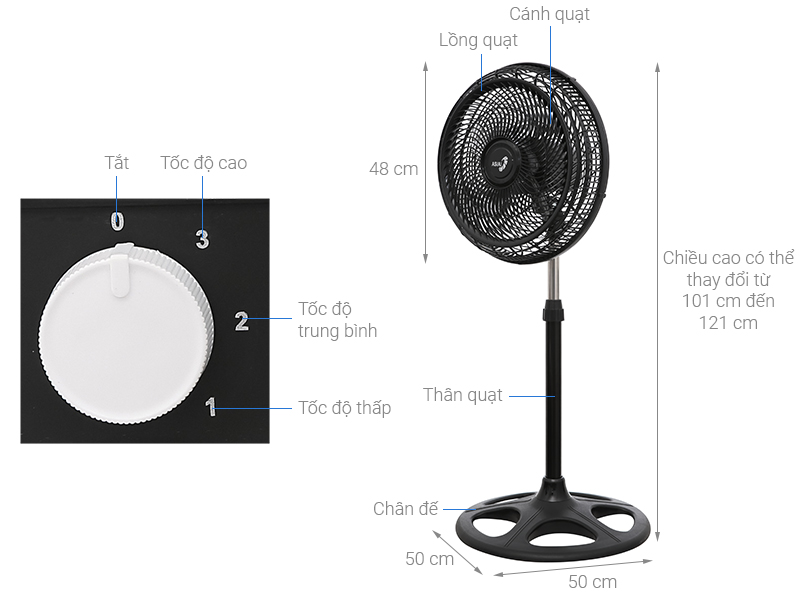 Cánh quạt
Lồng quạt
48 cm
Tắt
Tốc độ cao
0
3
2
1
Tốc độ
trung bình
Tốc độ thấp
Chiều cao có thể
thay đổi từ
101 cm đến
121 cm
Thân quạt
Chân đế
50 cm
50 cm